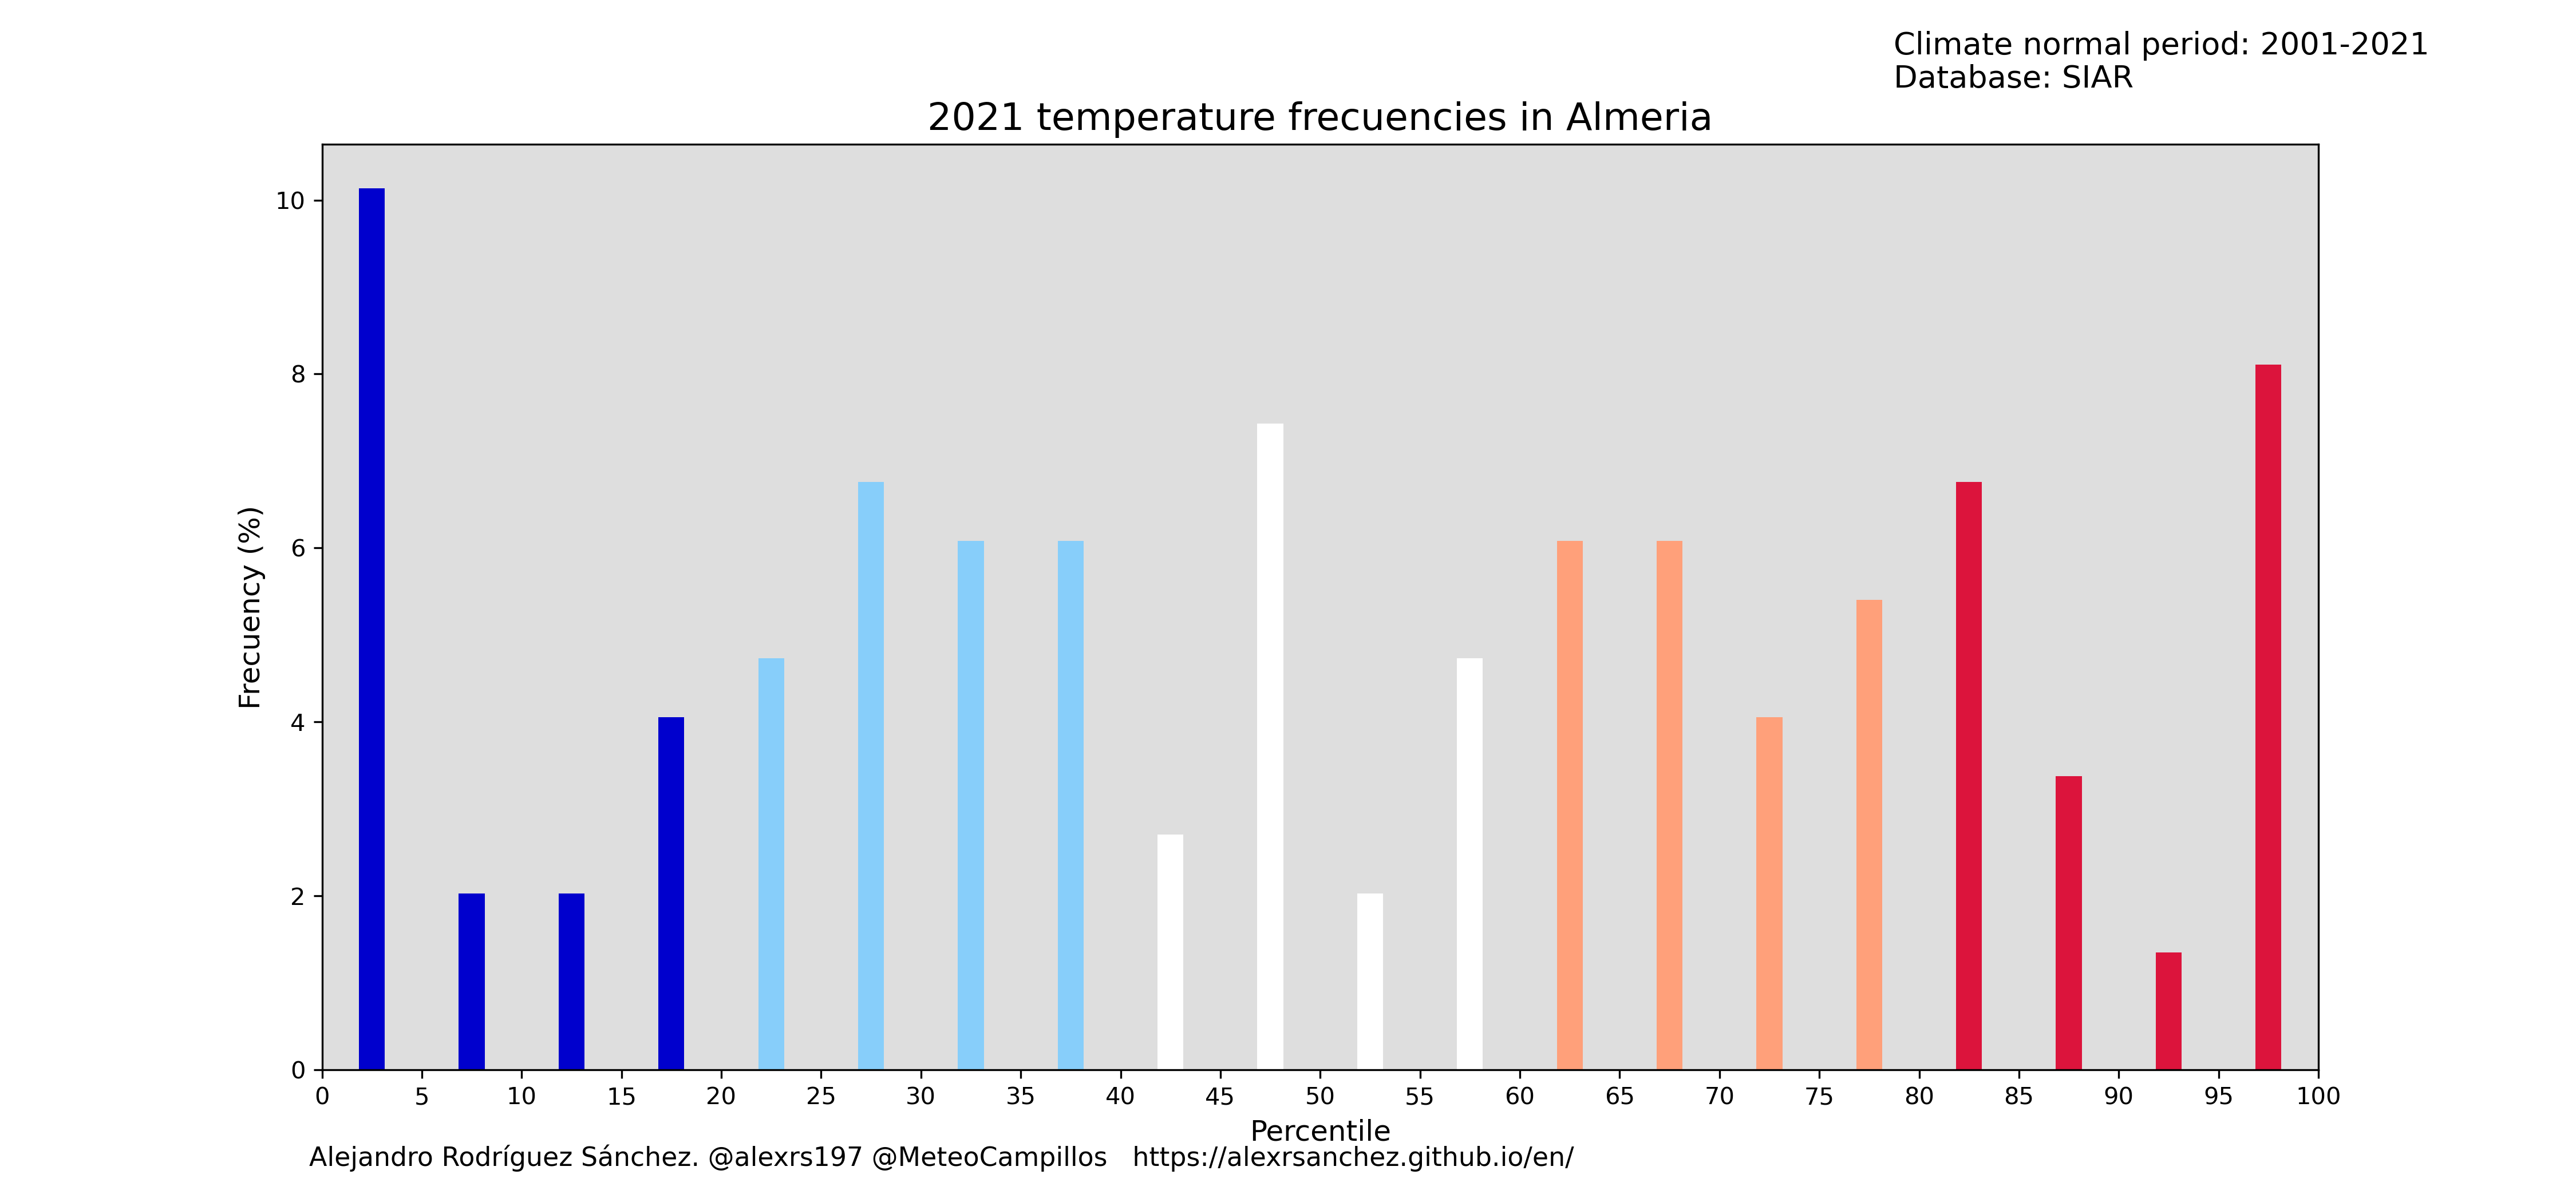 Climate normal period: 2001-2021
Database: SIAR
2021 temperature frecuencies in Almeria
Frecuency (%)
10
8
6
4
2
0
0 5 10 15 20 25 30 35 40 45 50 55 60 65 70 75 80 85 90 95 100
Percentile
Alejandro Rodríguez Sánchez. @alexrs197 @MeteoCampillos https://alexrsanchez.github.io/en/